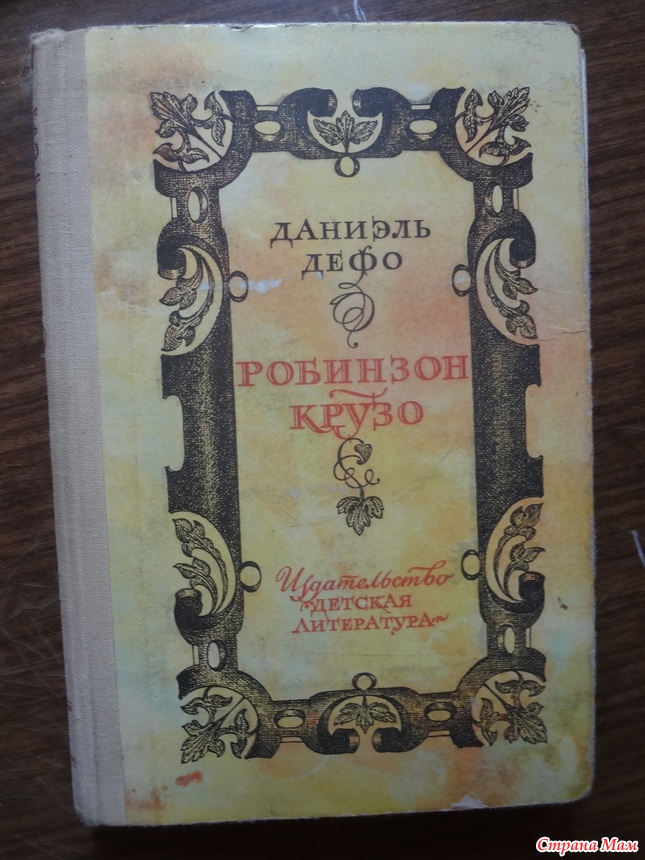 ДАНИЭЛЬ
ДЕФО
РОБИНЗОН
КРУЗО
Издательство
ДЕТСКАЯ
ЛИТЕРАТУРА
Страна Мам